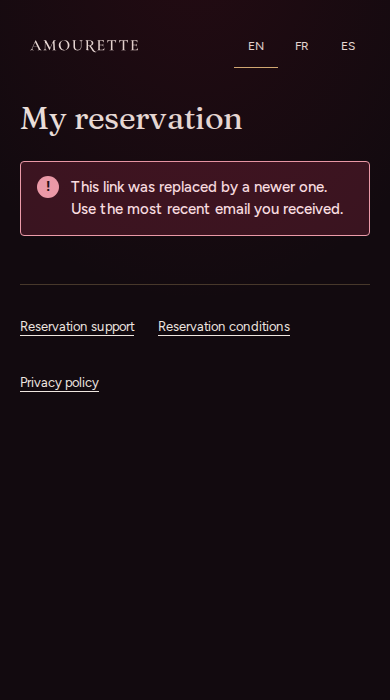 AMOURETTE
EN FR ES
My reservation
! This link was replaced by a newer one.
Use the most recent email you received.
Reservation support Reservation conditions
Privacy policy